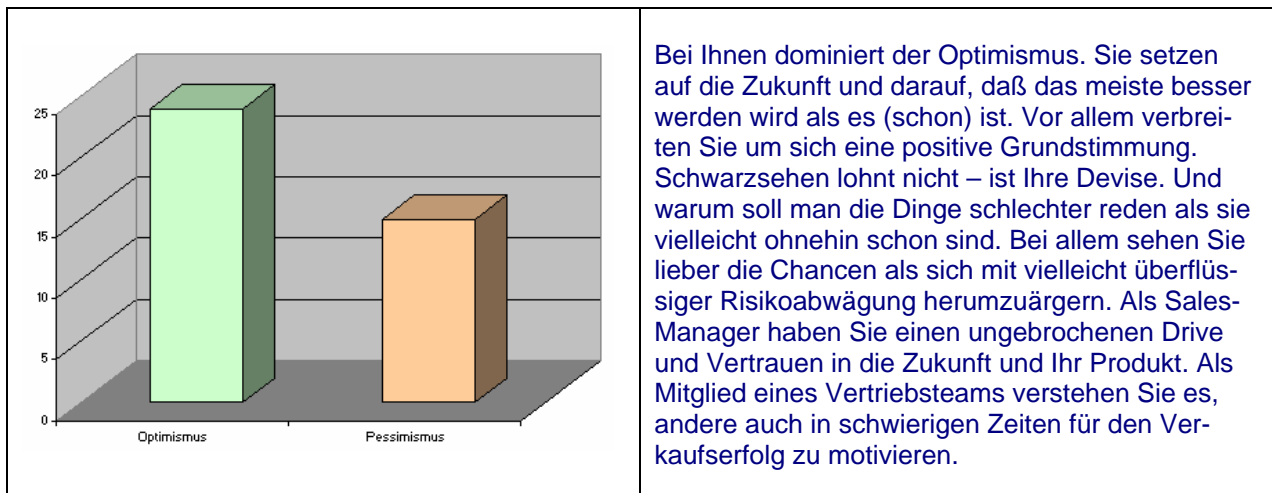 25
20
15
10
5
0
Optimismus Pessimismus
Bei Ihnen dominiert der Optimismus. Sie setzen
auf die Zukunft und darauf, daß das meiste besser
werden wird als es (schon) ist. Vor allem verbrei-
ten Sie um sich eine positive Grundstimmung.
Schwarzsehen lohnt nicht – ist Ihre Devise. Und
warum soll man die Dinge schlechter reden als sie
vielleicht ohnehin schon sind. Bei allem sehen Sie
lieber die Chancen als sich mit vielleicht überflüs-
siger Risikoabwägung herumzuärgern. Als Sales-
Manager haben Sie einen ungebrochenen Drive
und Vertrauen in die Zukunft und Ihr Produkt. Als
Mitglied eines Vertriebsteams verstehen Sie es,
andere auch in schwierigen Zeiten für den Ver-
kaufserfolg zu motivieren.